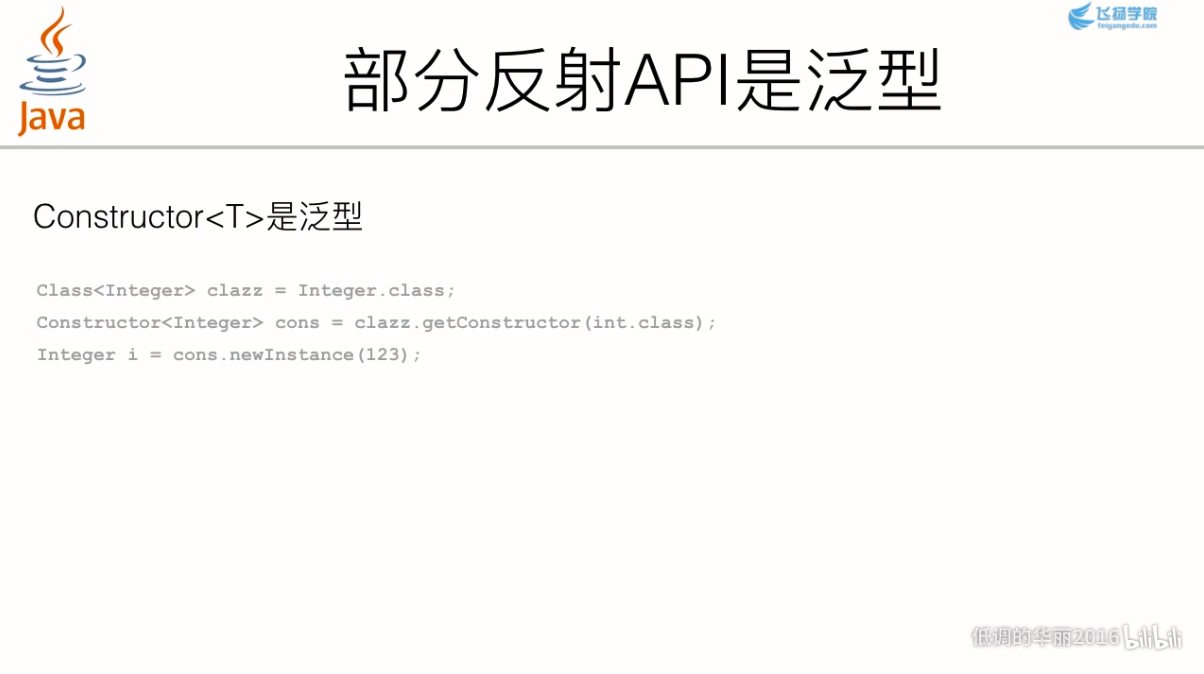 飞扬学院
feiyangedu.com
Java
部分反射API是泛型
Constructor<T>是泛型
Class<Integer> clazz = Integer.class;
Constructor<Integer> cons = clazz.getConstructor(int.class);
Integer i = cons.newInstance(123);
低调的华丽2016 bilibili